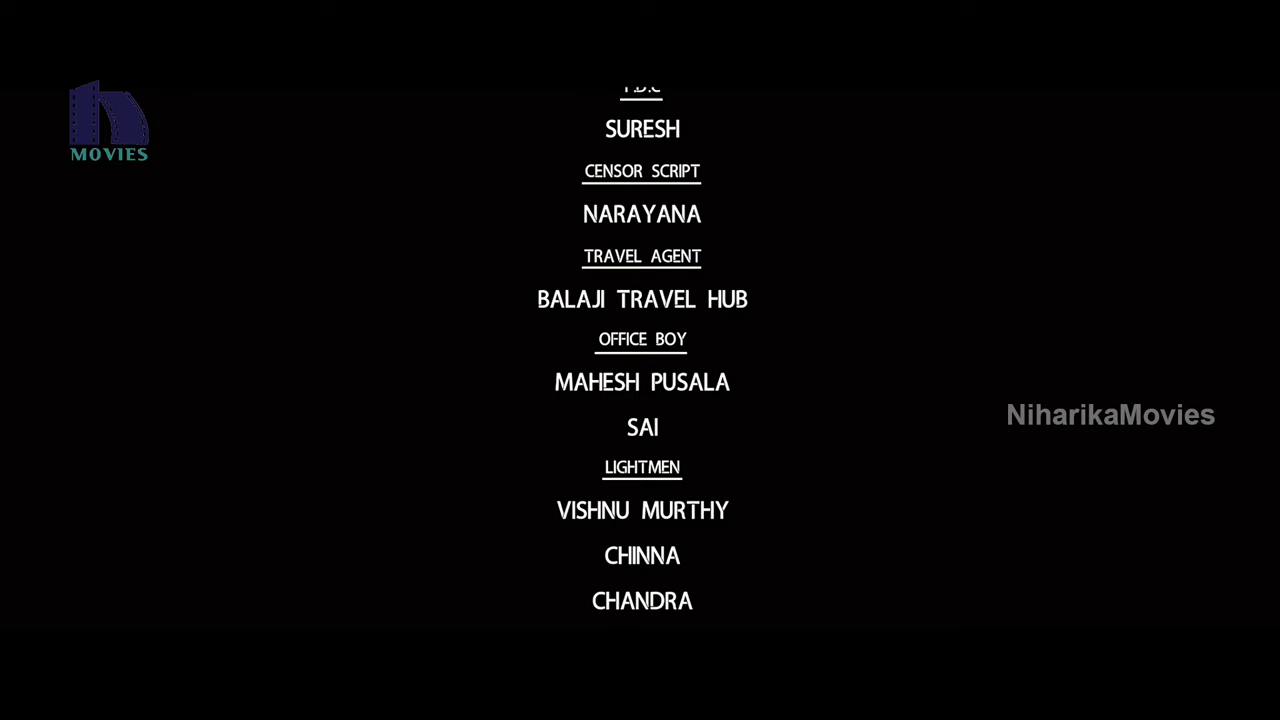 SURESH
CENSOR SCRIPT
NARAYANA
TRAVEL AGENT
BALAJI TRAVEL HUB
OFFICE BOY
MAHESH PUSALA
SAI
LIGHTMEN
VISHNU MURTHY
CHINNA
CHANDRA
MOVIES
NiharikaMovies